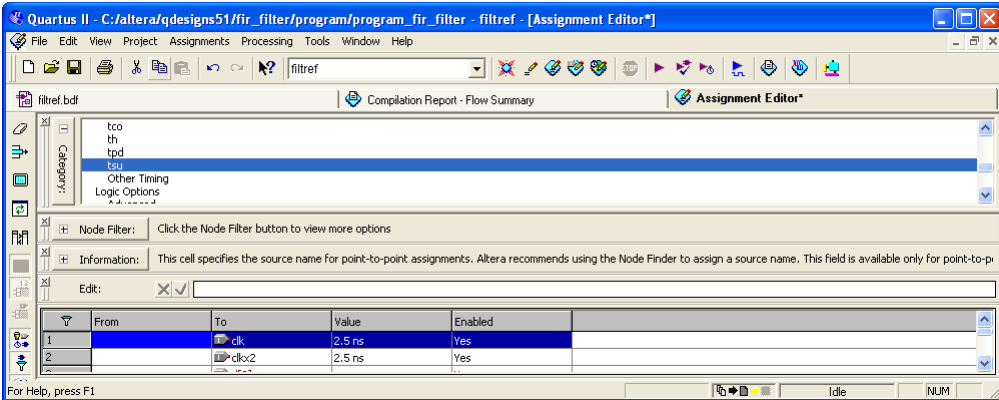 Quartus II - C:/altera/qdesigns51/fir_filter/program/program_fir_filter - filtref - [Assignment Editor*]
File Edit View Project Assignments Processing Tools Window Help
filtref
filtref.bdf Compilation Report - Flow Summary Assignment Editor*
Category:
tco
th
tpd
tsu
Other Timing
Logic Options
Advanced
Node Filter: Click the Node Filter button to view more options
Information: This cell specifies the source name for point-to-point assignments. Altera recommends using the Node Finder to assign a source name. This field is available only for point-to-p
Edit:
From To Value Enabled
1 clk 2.5 ns Yes
2 clkx2 2.5 ns Yes
For Help, press F1 Idle NUM